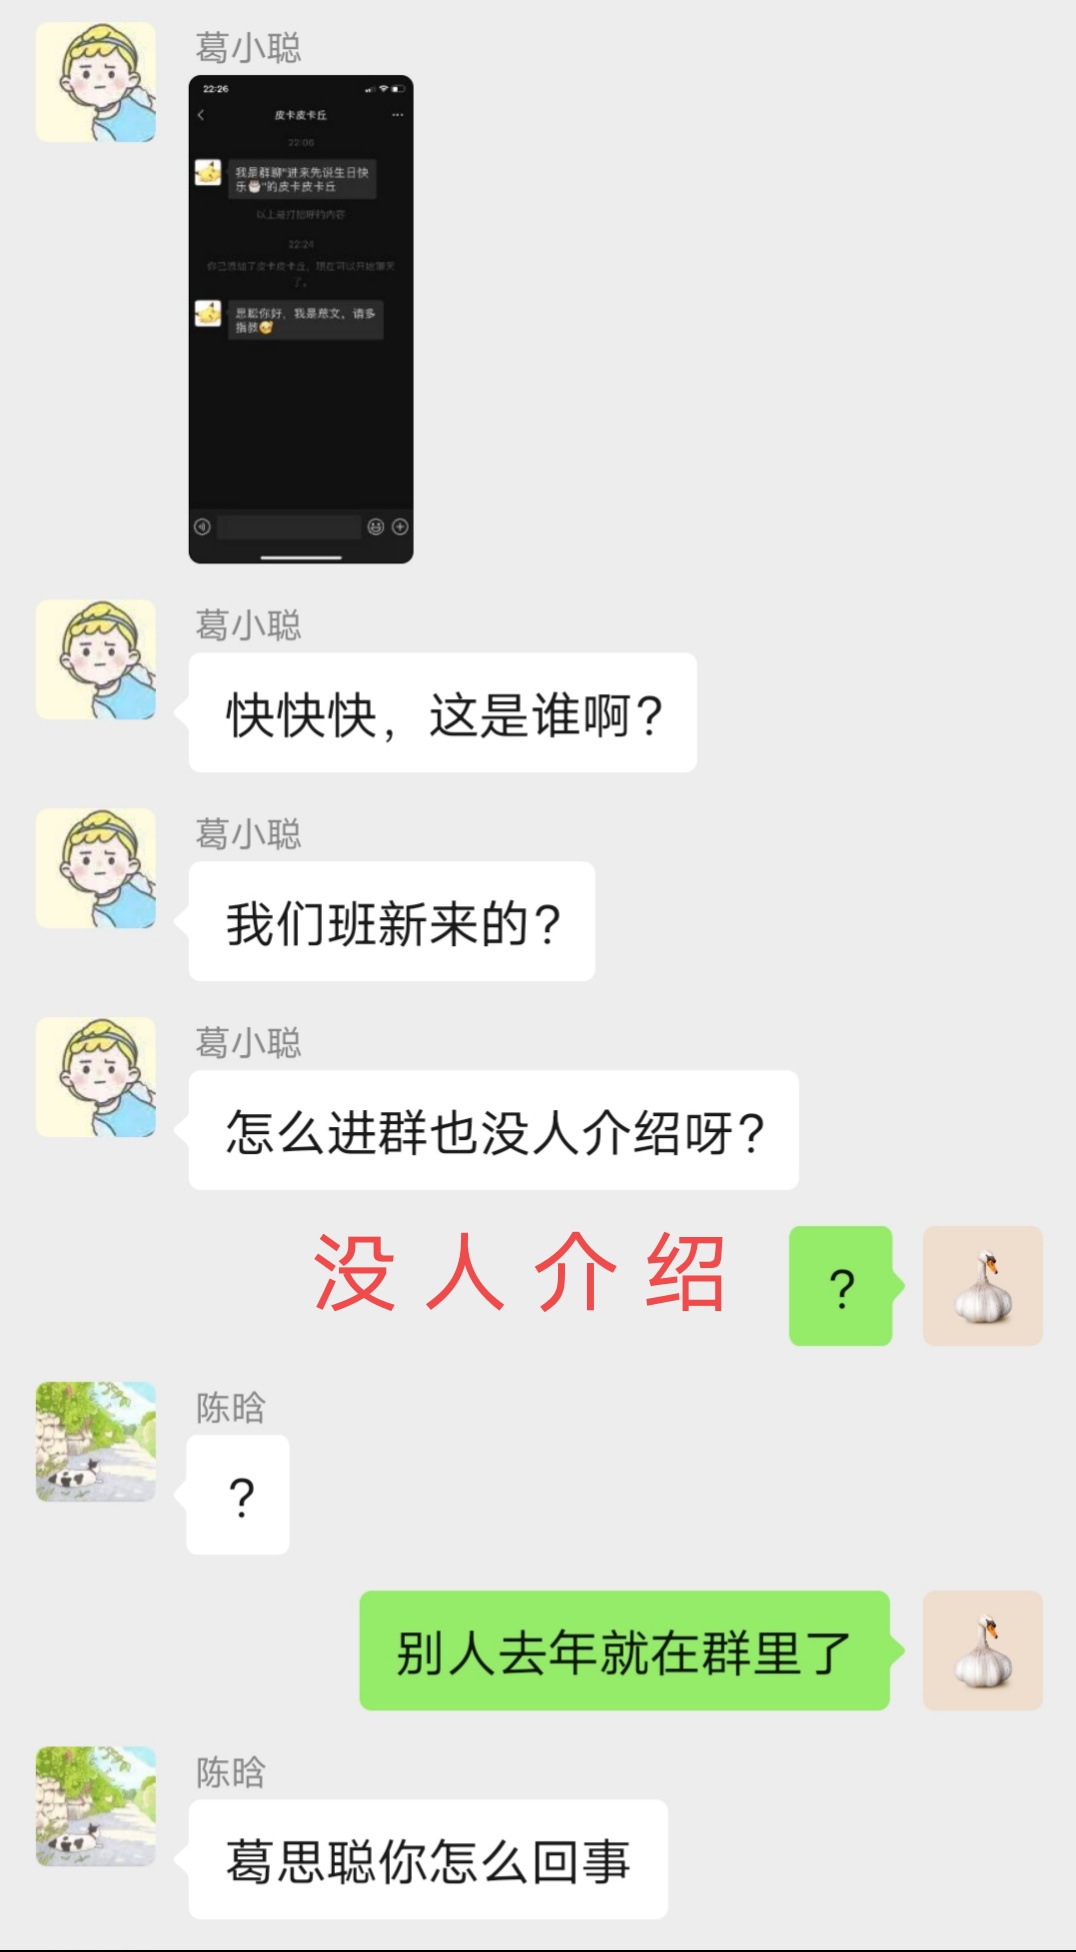 葛小聪
22:26
皮卡皮卡丘
22:06
我是群聊"进来先说生日快
乐🎂"的皮卡皮卡丘
以上是打招呼的内容
22:24
你已添加了皮卡皮卡丘，现在可以开始聊天
了。
思聪你好，我是慈文，请多
指教🥰
葛小聪
快快快，这是谁啊？
葛小聪
我们班新来的？
葛小聪
怎么进群也没人介绍呀？
没人介绍
？
陈晗
？
别人去年就在群里了
陈晗
葛思聪你怎么回事